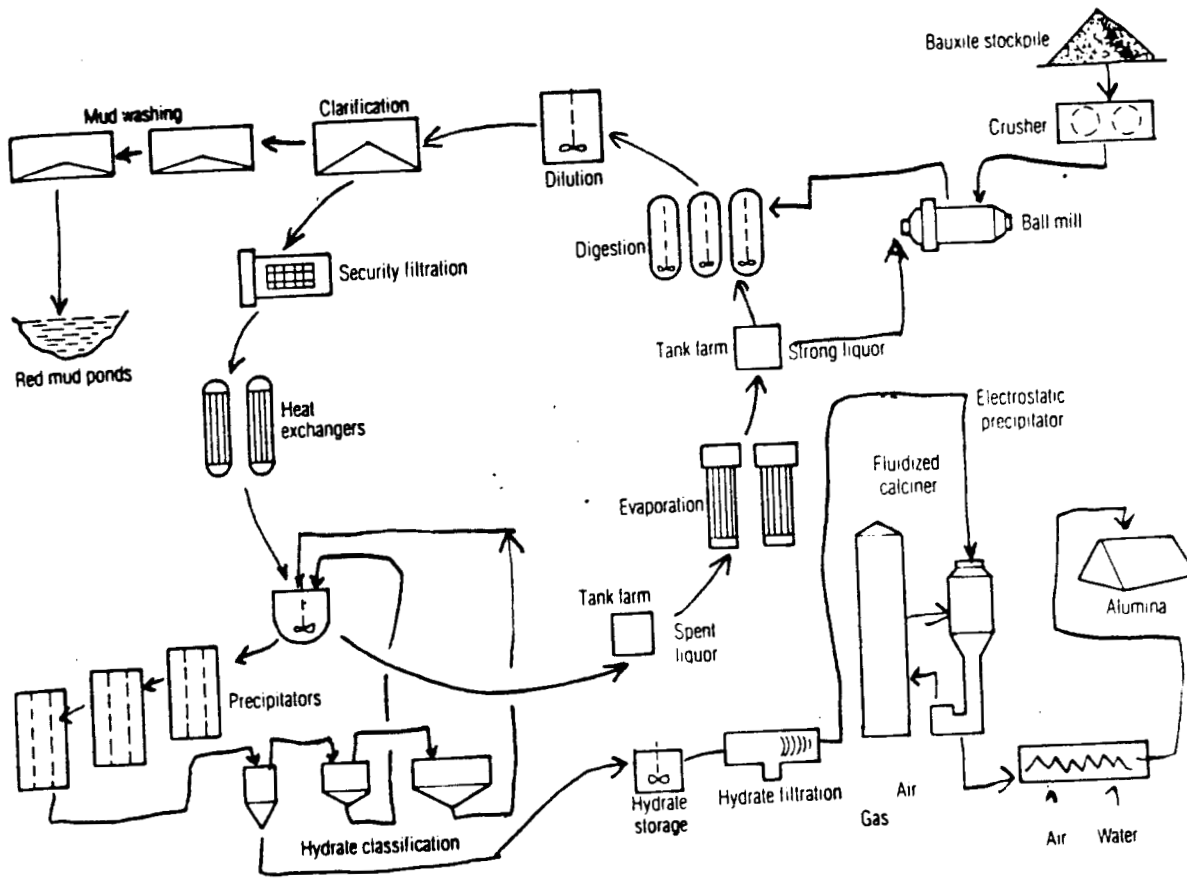 Bauxite stockpile
Crusher
Ball mill
Mud washing
Clarification
Dilution
Digestion
Security filtration
Red mud ponds
Heat
exchangers
Tank farm
Strong liquor
Evaporation
Electrostatic
precipitator
Fluidized
calciner
Alumina
Tank farm
Spent
liquor
Precipitators
Hydrate classification
Hydrate
storage
Hydrate filtration
Air
Gas
Air
Water